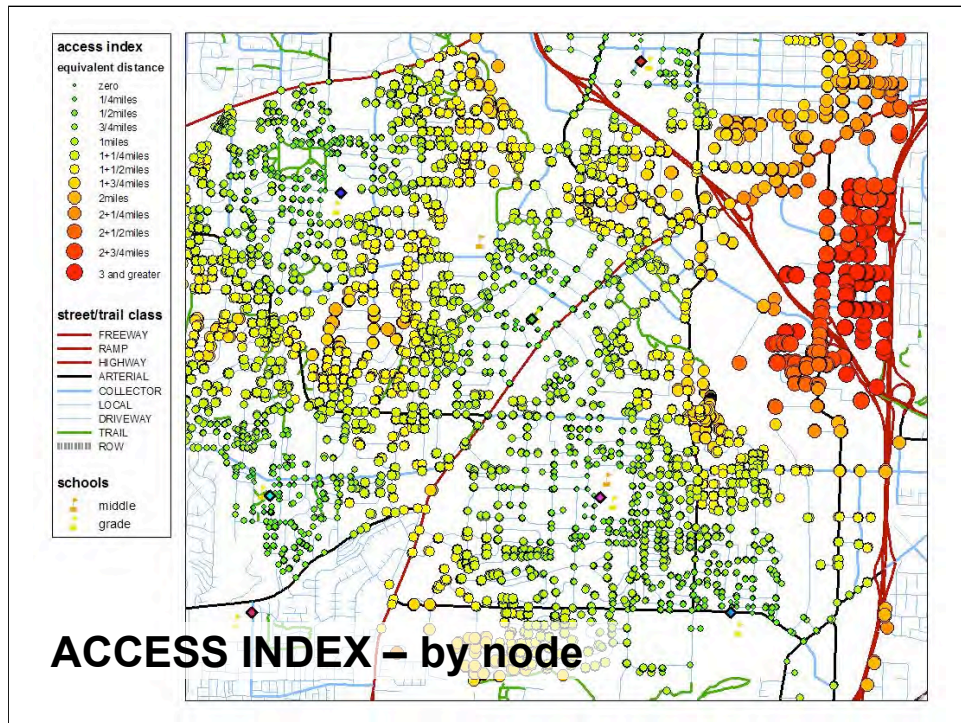 access index
equivalent distance
zero
1/4miles
1/2miles
3/4miles
1miles
1+1/4miles
1+1/2miles
1+3/4miles
2miles
2+1/4miles
2+1/2miles
2+3/4miles
3 and greater
street/trail class
FREEWAY
RAMP
HIGHWAY
ARTERIAL
COLLECTOR
LOCAL
DRIVEWAY
TRAIL
ROW
schools
middle
grade
ACCESS INDEX – by node